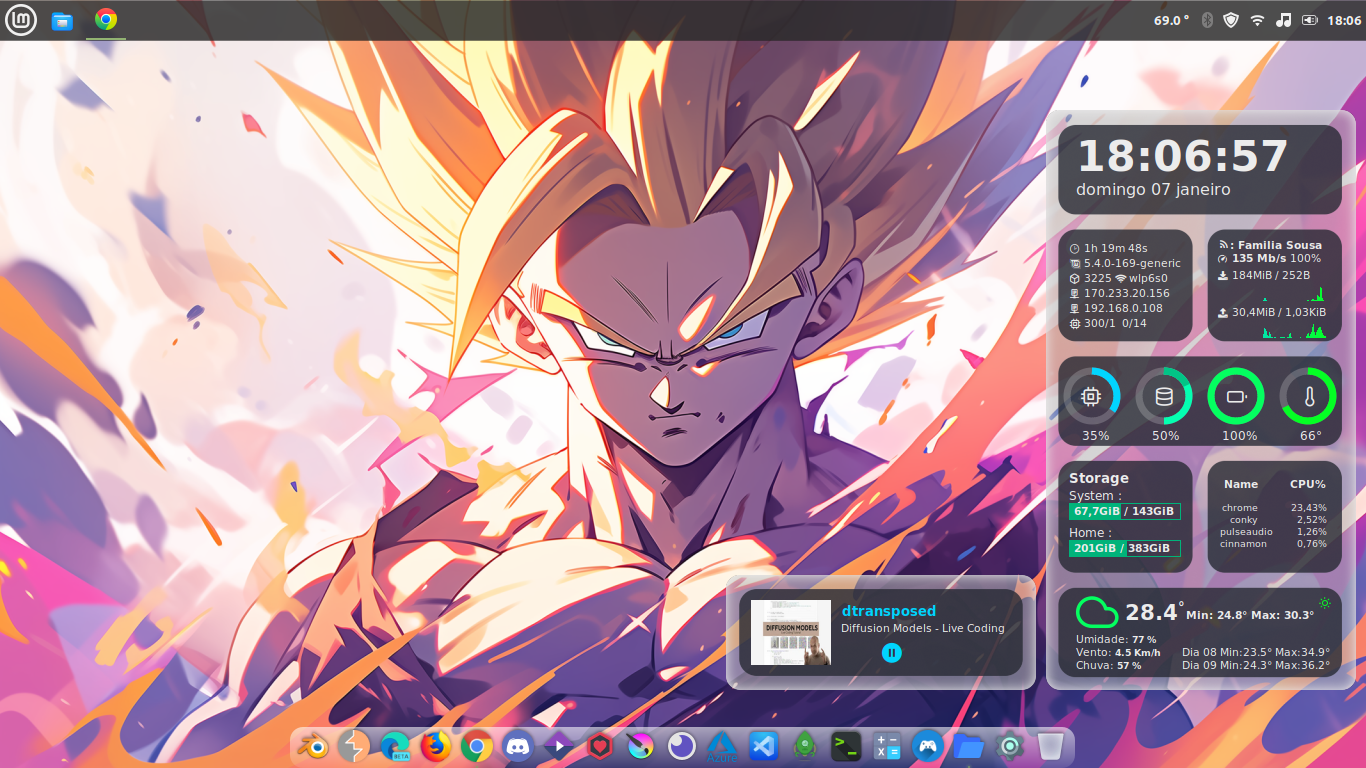 69.0 °
18:06
18:06:57
domingo 07 janeiro
1h 19m 48s
5.4.0-169-generic
3225 wlp6s0
170.233.20.156
192.168.0.108
300/1 0/14
: Familia Sousa
135 Mb/s 100%
184MiB / 252B
30,4MiB / 1,03KiB
35%
50%
100%
66°
Storage
System :
67,7GiB / 143GiB
Home :
201GiB / 383GiB
Name CPU%
chrome 23,43%
conky 2,52%
pulseaudio 1,26%
cinnamon 0,76%
28.4° Min: 24.8° Max: 30.3°
Umidade: 77 %
Vento: 4.5 Km/h Dia 08 Min:23.5° Max:34.9°
Chuva: 57 % Dia 09 Min:24.3° Max:36.2°
DIFFUSION MODELS
dtransposed
Diffusion Models - Live Coding
BETA
Azure